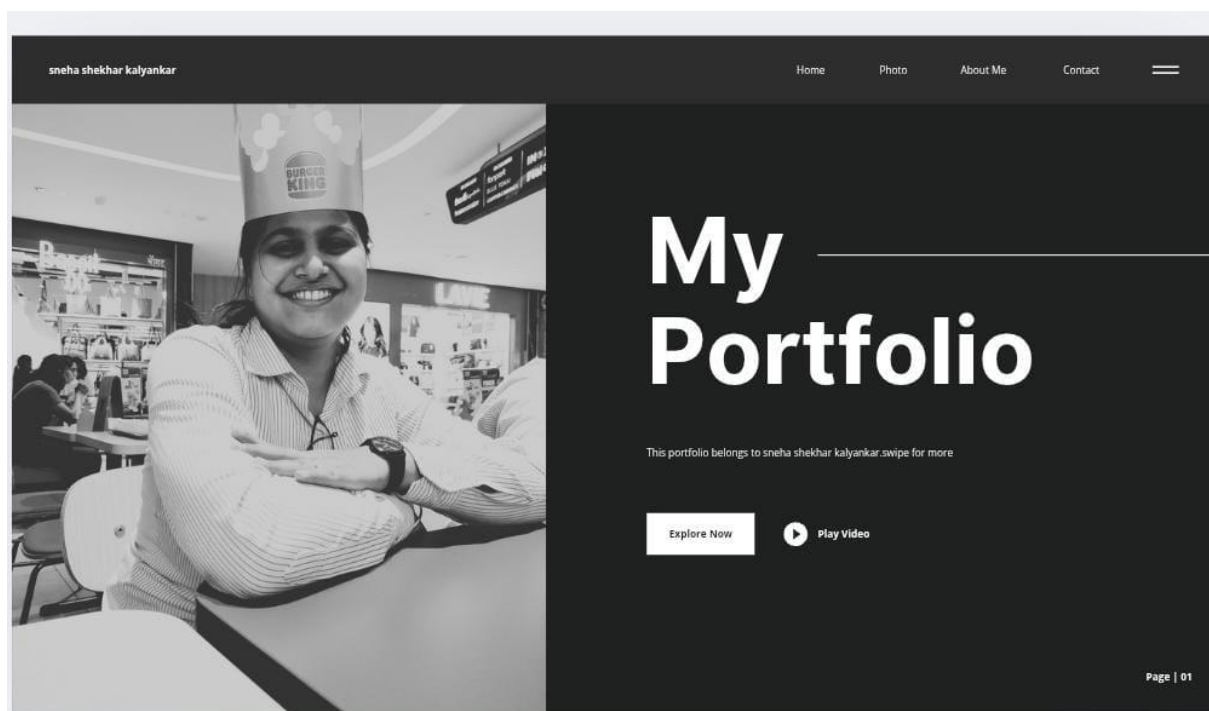 sneha shekhar kalyankar
Home Photo About Me Contact
BURGER
KING
LAVIE
My
Portfolio
This portfolio belongs to sneha shekhar kalyankar.swipe for more
Explore Now Play Video
Page | 01